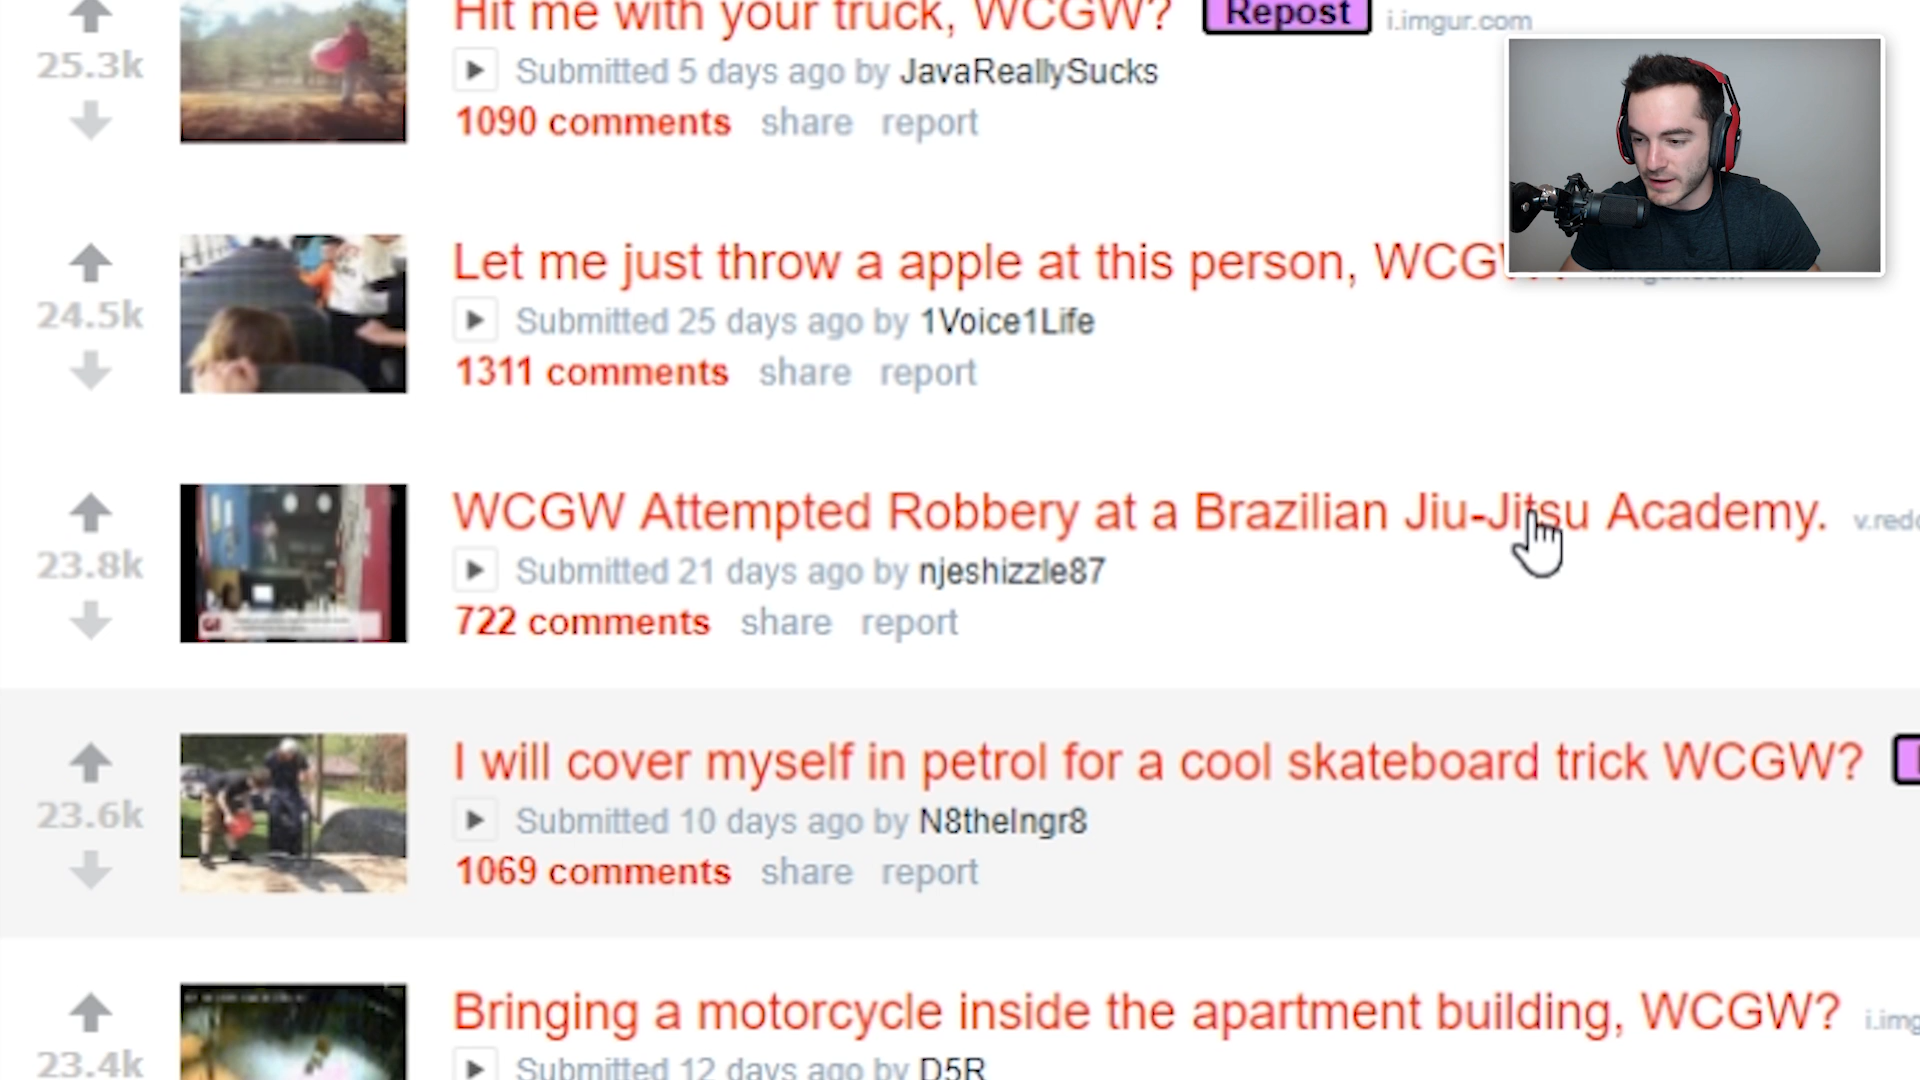 Hit me with your truck, WCGW? Repost i.imgur.com
25.3k
Submitted 5 days ago by JavaReallySucks
1090 comments share report
Let me just throw a apple at this person, WCGW
24.5k
Submitted 25 days ago by 1Voice1Life
1311 comments share report
WCGW Attempted Robbery at a Brazilian Jiu-Jitsu Academy. v.redd
23.8k
Submitted 21 days ago by njeshizzle87
722 comments share report
I will cover myself in petrol for a cool skateboard trick WCGW?
23.6k
Submitted 10 days ago by N8theIngr8
1069 comments share report
Bringing a motorcycle inside the apartment building, WCGW? i.img
23.4k
Submitted 12 days ago by D5R